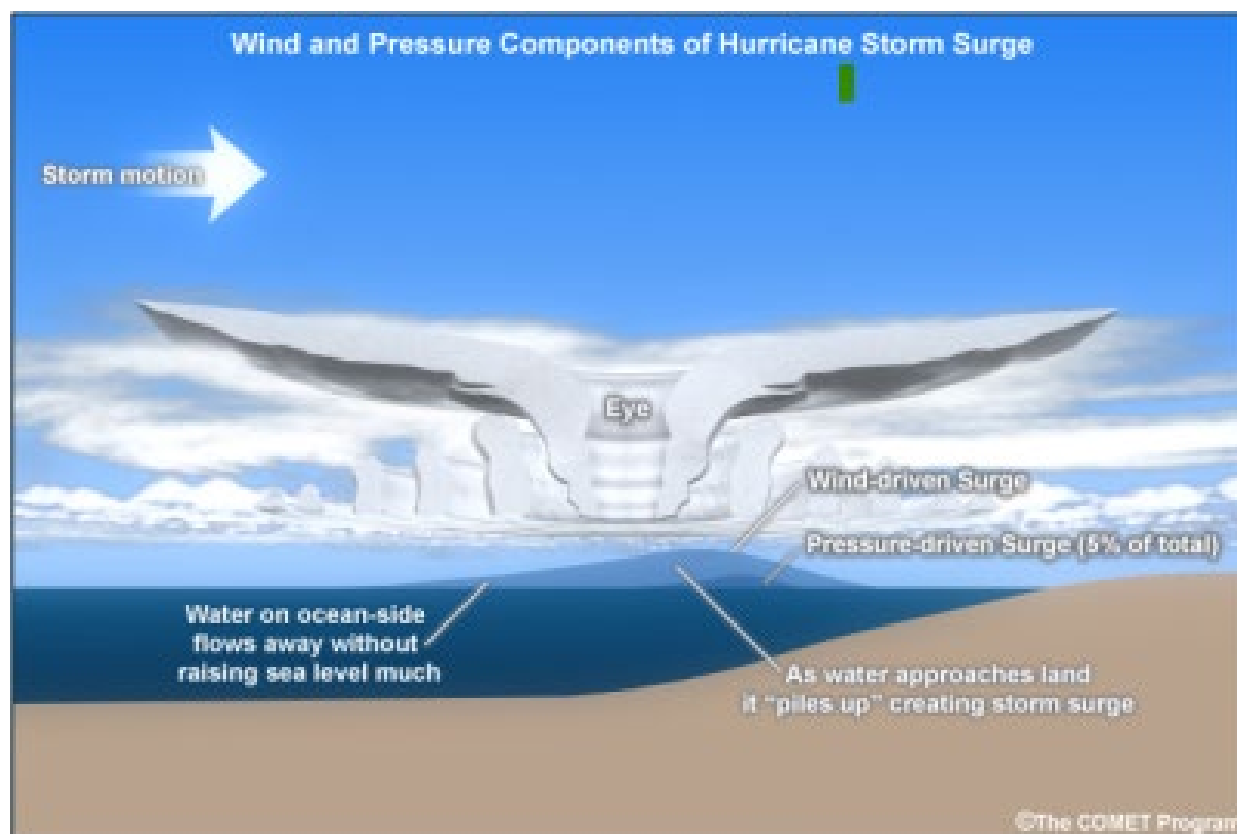 Wind and Pressure Components of Hurricane Storm Surge
Storm motion
Eye
Wind-driven Surge
Pressure-driven Surge (5% of total)
Water on ocean-side
flows away without
raising sea level much
As water approaches land
it “piles up” creating storm surge
©The COMET Program